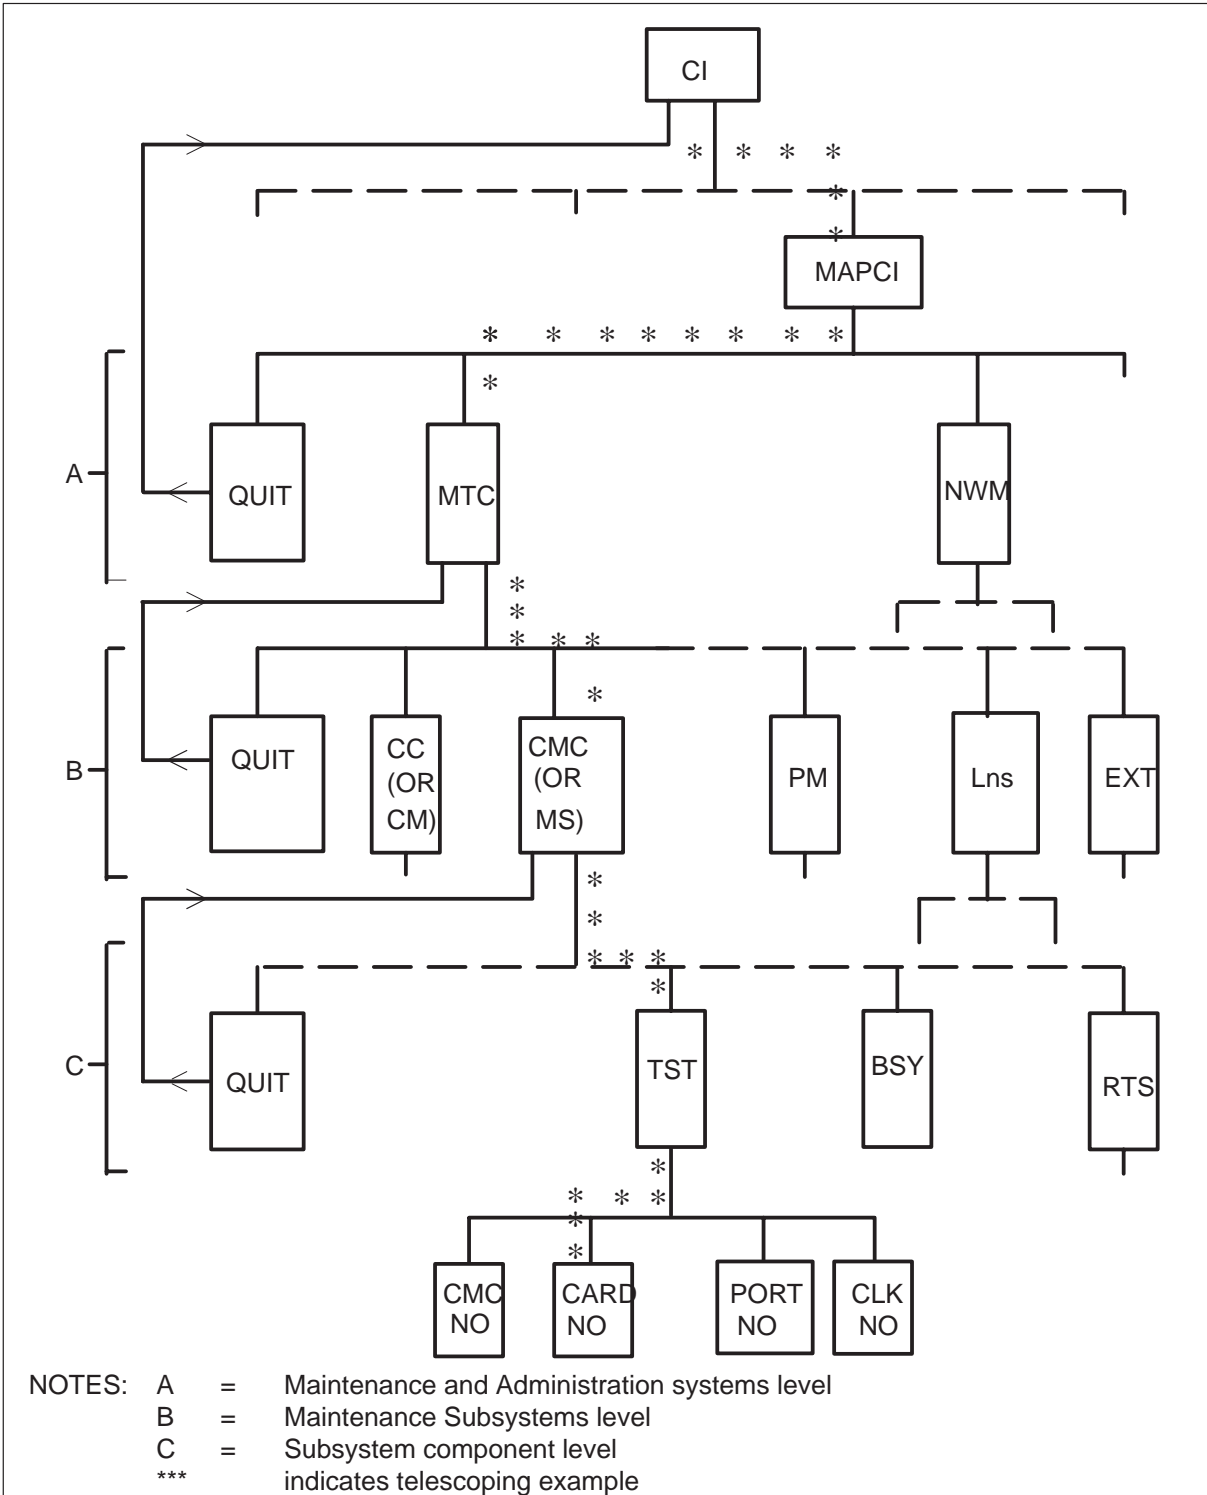 CI
* * * *
*
*
MAPCI
* * * * * * * *
*
A
QUIT
MTC
NWM
*
*
* * *
*
B
QUIT
CC
(OR
CM)
CMC
(OR
MS)
PM
Lns
EXT
*
*
* * *
*
C
QUIT
TST
BSY
RTS
*
* * *
*
*
CMC
NO
CARD
NO
PORT
NO
CLK
NO
NOTES: A = Maintenance and Administration systems level
B = Maintenance Subsystems level
C = Subsystem component level
*** indicates telescoping example